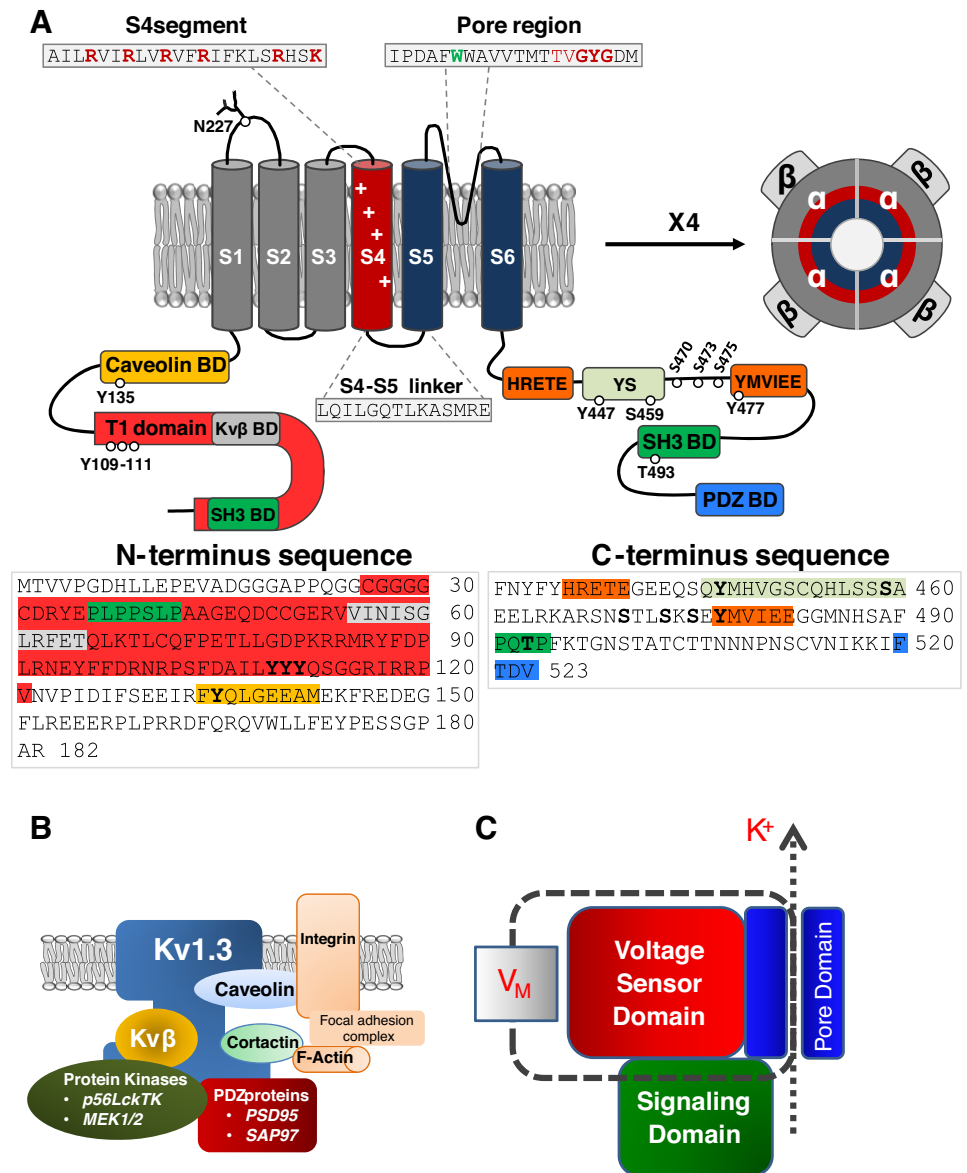 A
S4segment
Pore region
AILRVIRLVRVFRIFKLSRHSK
IPDAFWWAVVTMTTVGYGDM
N227
X4
β
β
α
α
α
α
β
β
+
+
+
+
S1
S2
S3
S4
S5
S6
Caveolin BD
Y135
S4-S5 linker
LQILGQTLKASMRE
T1 domain
Kvβ BD
Y109-111
SH3 BD
HRETE
YS
S470
S473
S475
YMVIEE
Y447
S459
Y477
SH3 BD
T493
PDZ BD
N-terminus sequence
MTVVPGDHLLEPEVADGGGAPPQGGCGGGG 30
CDRYEPLPPSLPAAGEQDCCGERVVINISG 60
LRFETQLKTLCQFPETLLGDPKRRMRYFDP 90
LRNEYFFDRNRPSFDAILYYYQSGGRIRRP 120
VNVPIDIFSEEIRFYQLGEEAMEKFREDEG 150
FLREEERPLPRRDFQRQVWLLFEYPESSGP 180
AR 182
C-terminus sequence
FNYFYHRETEGEEQSQYMHVGSCQHLSSSA 460
EELRKARSNSTLSKSEYMVIEEGGMNHSAF 490
PQTPFKTGNSTATCTTNNNPNSCVNIKKIF 520
TDV 523
B
Kv1.3
Integrin
Caveolin
Kvβ
Cortactin
Focal adhesion
complex
F-Actin
Protein Kinases
• p56LckTK
• MEK1/2
PDZproteins
• PSD95
• SAP97
C
K+
VM
Voltage
Sensor
Domain
Pore Domain
Signaling
Domain